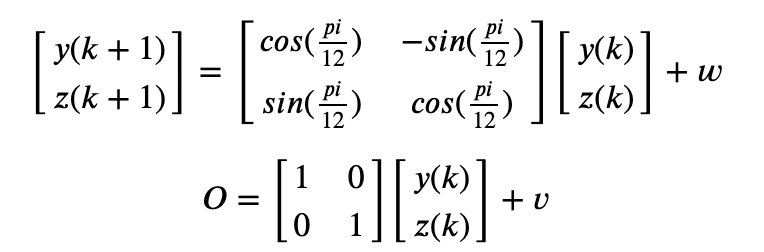 [y(k + 1) z(k + 1)] = [cos(pi/12) −sin(pi/12) sin(pi/12) cos(pi/12)] [y(k) z(k)] + w
O = [1 0 0 1] [y(k) z(k)] + v